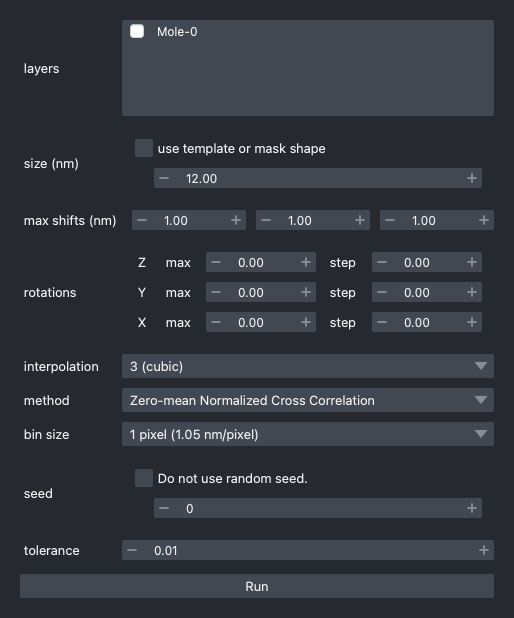 layers
Mole-0
size (nm)
use template or mask shape
− 12.00 +
max shifts (nm) − 1.00 + − 1.00 + − 1.00 +
rotations
Z max − 0.00 + step − 0.00 +
Y max − 0.00 + step − 0.00 +
X max − 0.00 + step − 0.00 +
interpolation 3 (cubic)
method Zero-mean Normalized Cross Correlation
bin size 1 pixel (1.05 nm/pixel)
seed
Do not use random seed.
− 0 +
tolerance − 0.01 +
Run